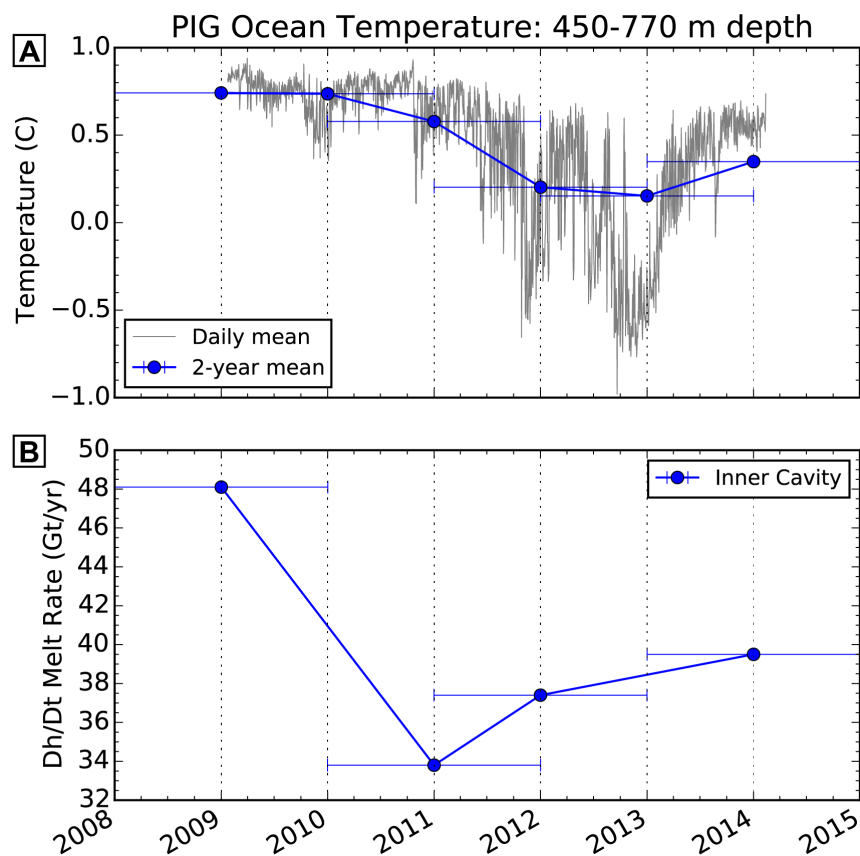 PIG Ocean Temperature: 450-770 m depth
A
1.0
0.5
0.0
−0.5
−1.0
Temperature (C)
Daily mean
2-year mean
B
50
48
46
44
42
40
38
36
34
32
Dh/Dt Melt Rate (Gt/yr)
Inner Cavity
2008 2009 2010 2011 2012 2013 2014 2015